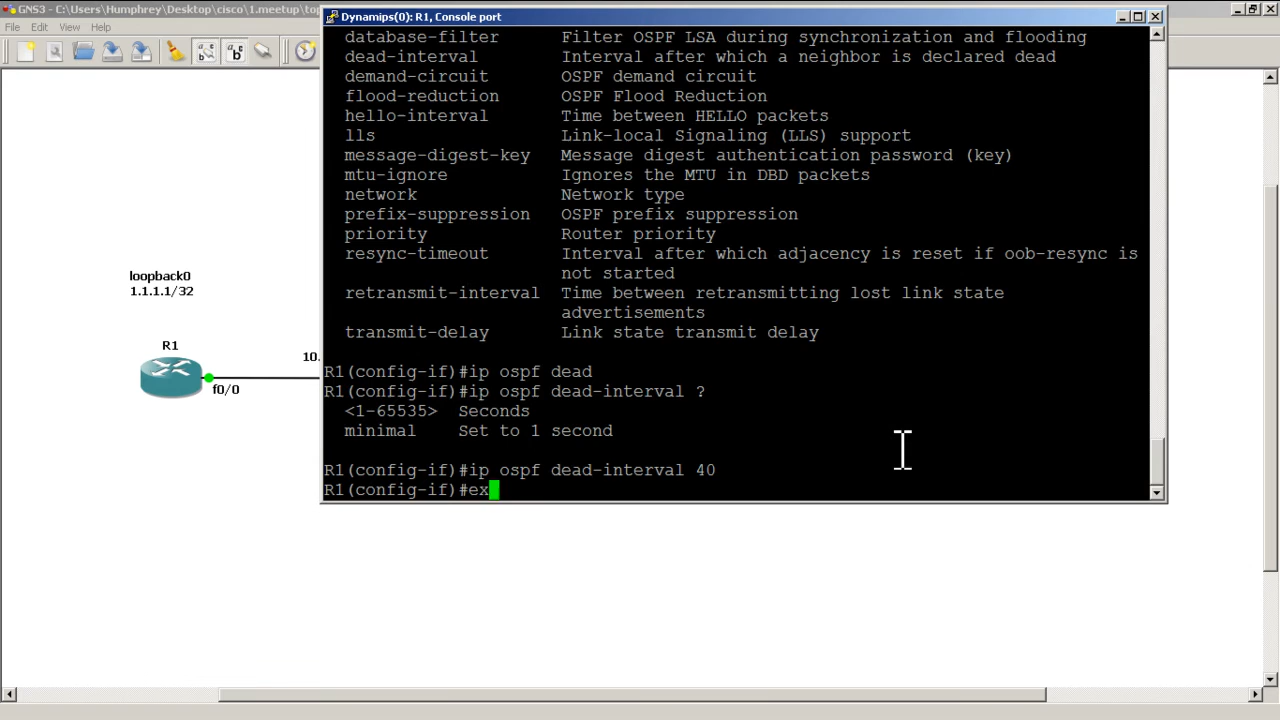 GNS3 - C:\Users\Humphrey\Desktop\cisco\1.meetup\top
File Edit View Help
Dynamips(0): R1, Console port
database-filter Filter OSPF LSA during synchronization and flooding
dead-interval Interval after which a neighbor is declared dead
demand-circuit OSPF demand circuit
flood-reduction OSPF Flood Reduction
hello-interval Time between HELLO packets
lls Link-local Signaling (LLS) support
message-digest-key Message digest authentication password (key)
mtu-ignore Ignores the MTU in DBD packets
network Network type
prefix-suppression OSPF prefix suppression
priority Router priority
resync-timeout Interval after which adjacency is reset if oob-resync is
not started
retransmit-interval Time between retransmitting lost link state
advertisements
transmit-delay Link state transmit delay
R1(config-if)#ip ospf dead
R1(config-if)#ip ospf dead-interval ?
<1-65535> Seconds
minimal Set to 1 second
R1(config-if)#ip ospf dead-interval 40
R1(config-if)#ex
loopback0
1.1.1.1/32
R1
10.
f0/0